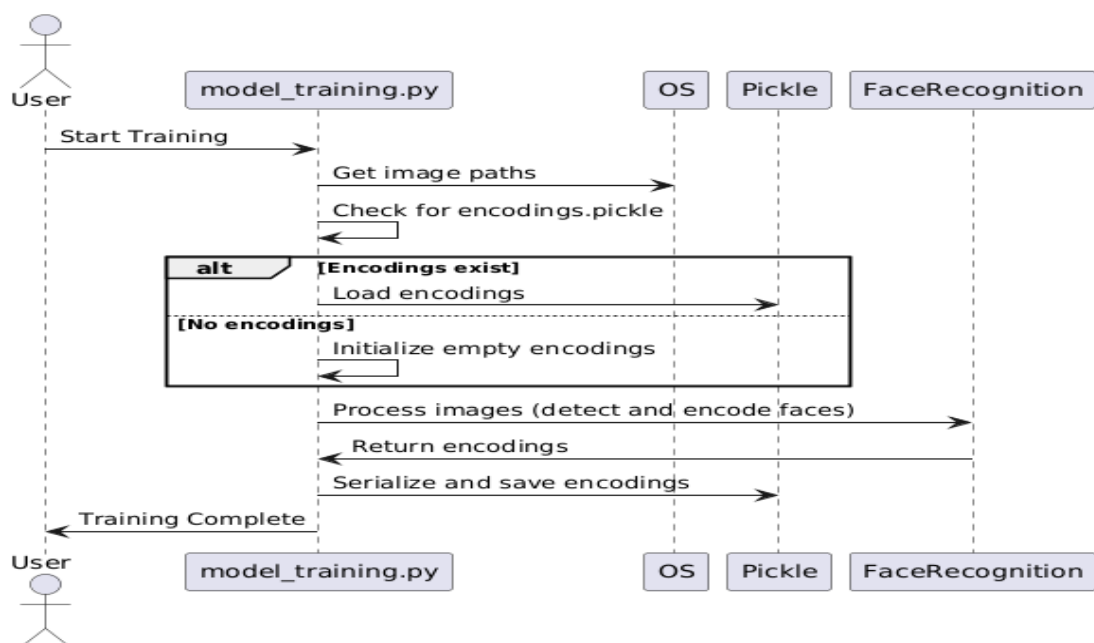 User
model_training.py
OS
Pickle
FaceRecognition
Start Training
Get image paths
Check for encodings.pickle
alt
[Encodings exist]
Load encodings
[No encodings]
Initialize empty encodings
Process images (detect and encode faces)
Return encodings
Serialize and save encodings
Training Complete
User
model_training.py
OS
Pickle
FaceRecognition